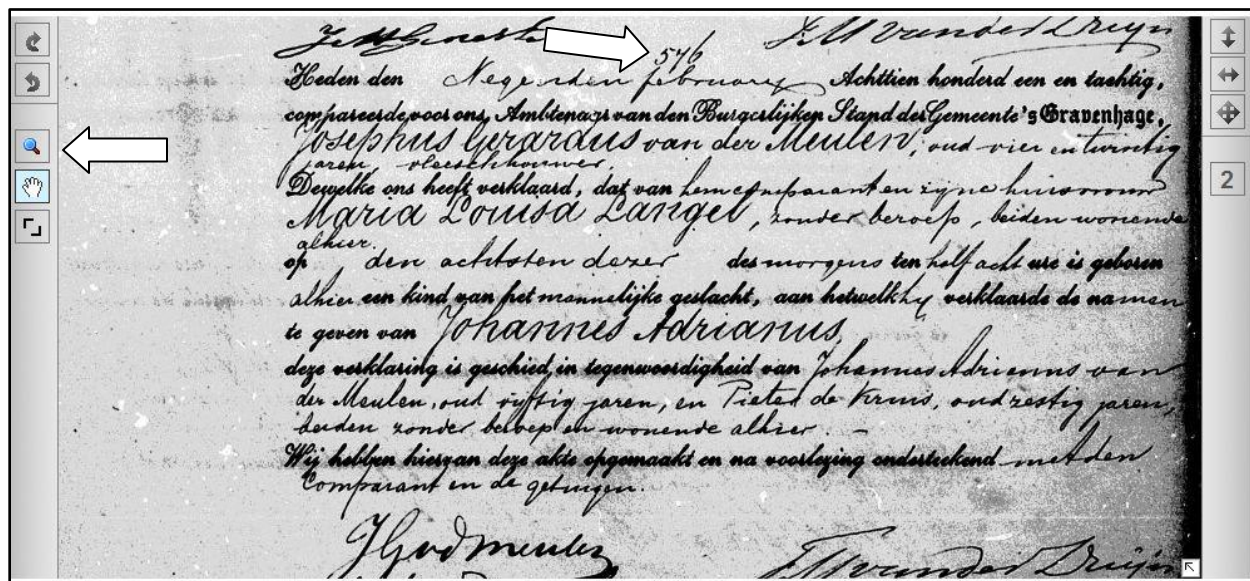 546
Heden den Negenden february Achttien honderd een en tachtig,
compareerde voor ons, Ambtenaar van den Burgerlijken Stand der Gemeente 's Gravenhage,
Josephus Gerardus van der Meulen, oud vier en twintig
jaren, vleeschhouwer,
Dewelke ons heeft verklaard, dat van hem comparant en zijne huisvrouw
Maria Louisa Langel, zonder beroep, beiden wonende
alhier.
op den achtsten dezer des morgens ten half acht ure is geboren
alhier een kind van het mannelijke geslacht, aan hetwelk hy verklaarde de namen
te geven van Johannes Adrianus,
deze verklaring is geschied in tegenwoordigheid van Johannes Adrianus van
der Meulen, oud vijftig jaren, en Pieter de Kruis, oud zestig jaren,
beiden zonder beroep en wonende alhier. –
Wij hebben hiervan deze akte opgemaakt en na voorlezing onderteekend met den
Comparant en de getuigen.
2